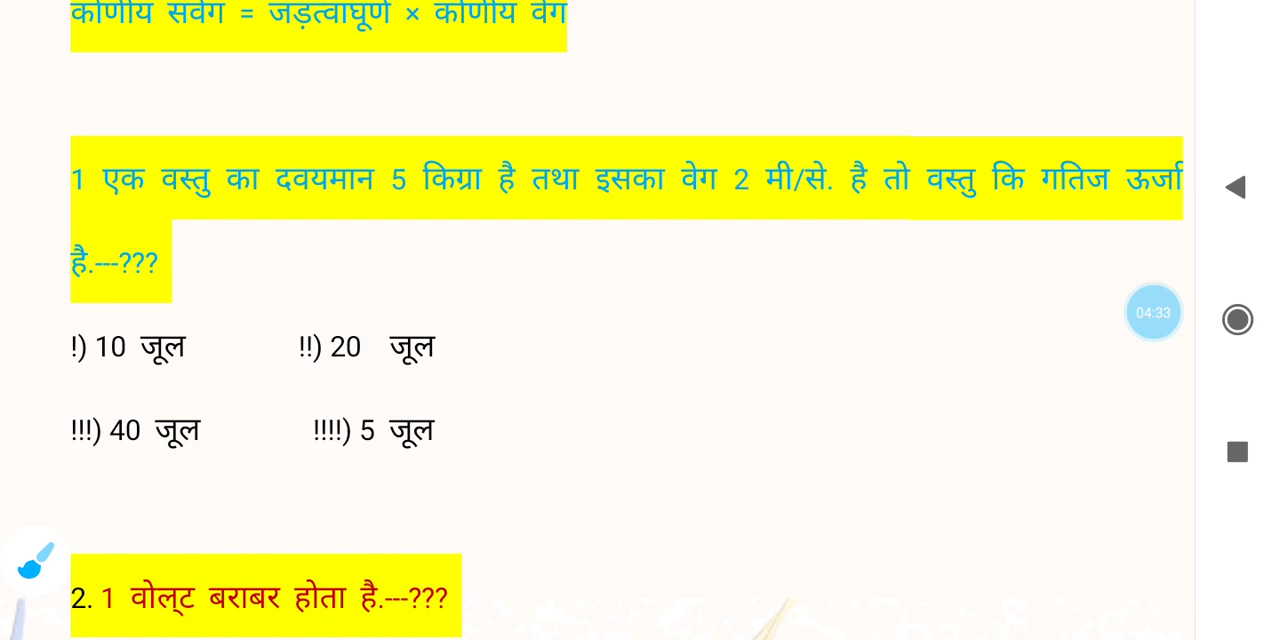 कोणीय संवेग = जड़त्वाघूर्ण × कोणीय वेग
1 एक वस्तु का दवयमान 5 किग्रा है तथा इसका वेग 2 मी/से. है तो वस्तु कि गतिज ऊर्जा
है.---???
04:33
!) 10 जूल !!) 20 जूल
!!!) 40 जूल !!!!) 5 जूल
2. 1 वोल्ट बराबर होता है.---???